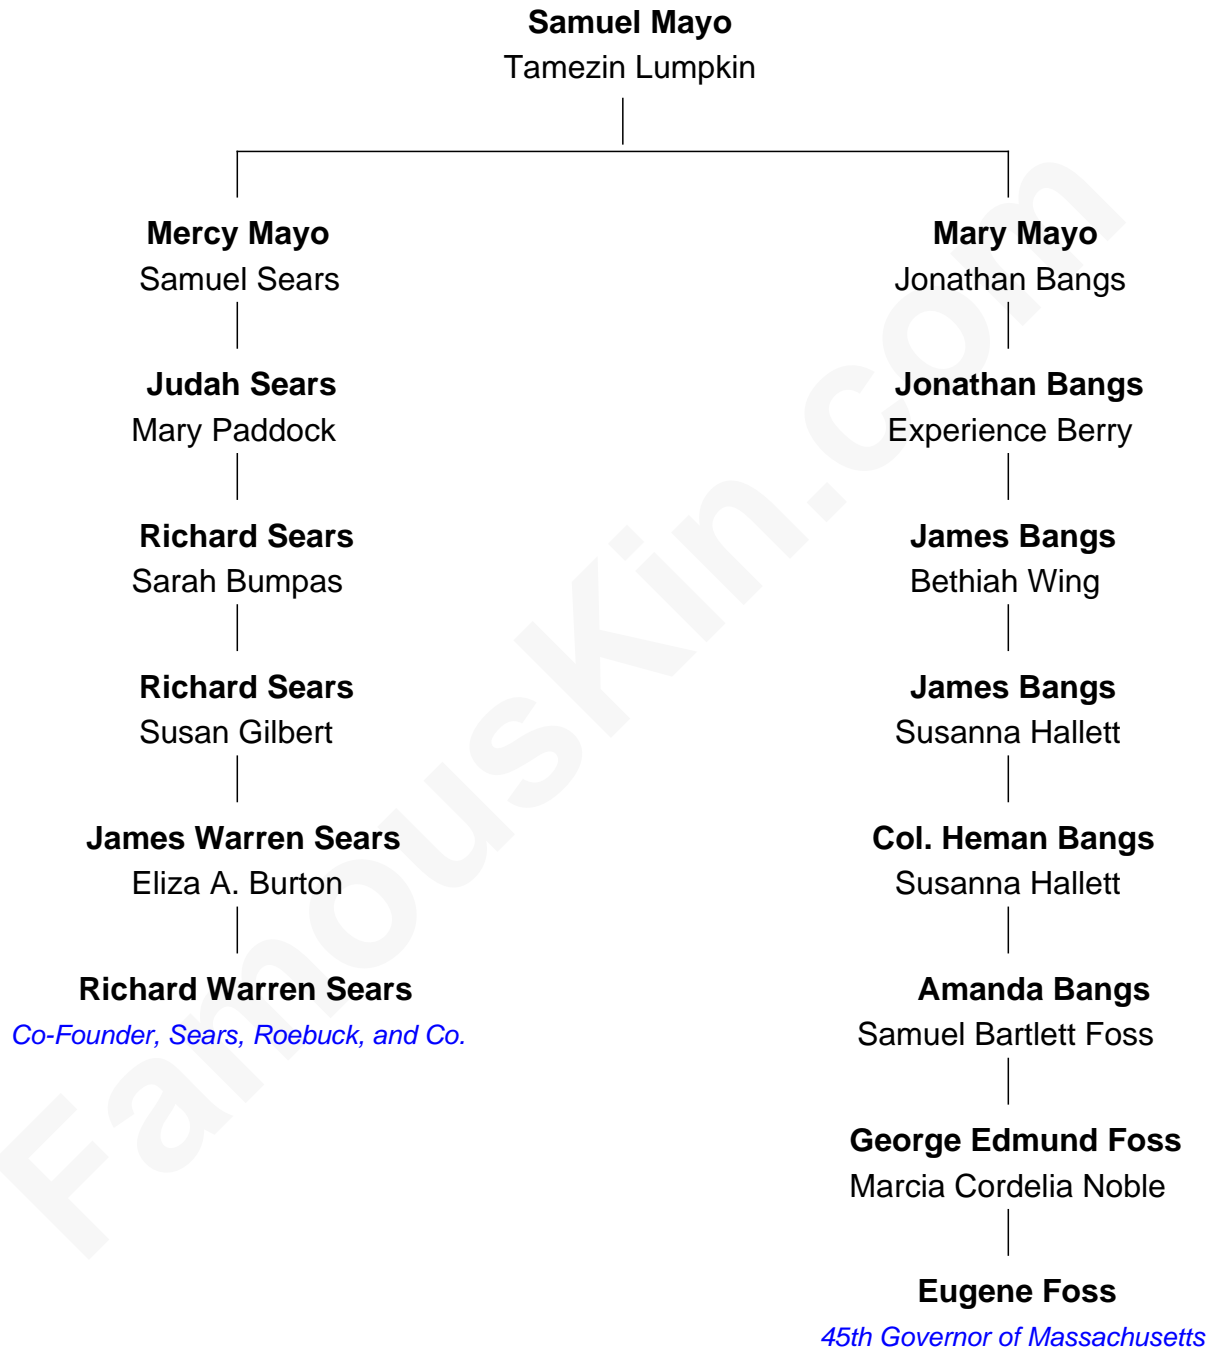 Samuel Mayo
Tamezin Lumpkin
Mercy Mayo
Samuel Sears
Mary Mayo
Jonathan Bangs
Judah Sears
Mary Paddock
Jonathan Bangs
Experience Berry
Richard Sears
Sarah Bumpas
James Bangs
Bethiah Wing
Richard Sears
Susan Gilbert
James Bangs
Susanna Hallett
James Warren Sears
Eliza A. Burton
Col. Heman Bangs
Susanna Hallett
Richard Warren Sears
Co-Founder, Sears, Roebuck, and Co.
Amanda Bangs
Samuel Bartlett Foss
George Edmund Foss
Marcia Cordelia Noble
Eugene Foss
45th Governor of Massachusetts
FamousKin.com